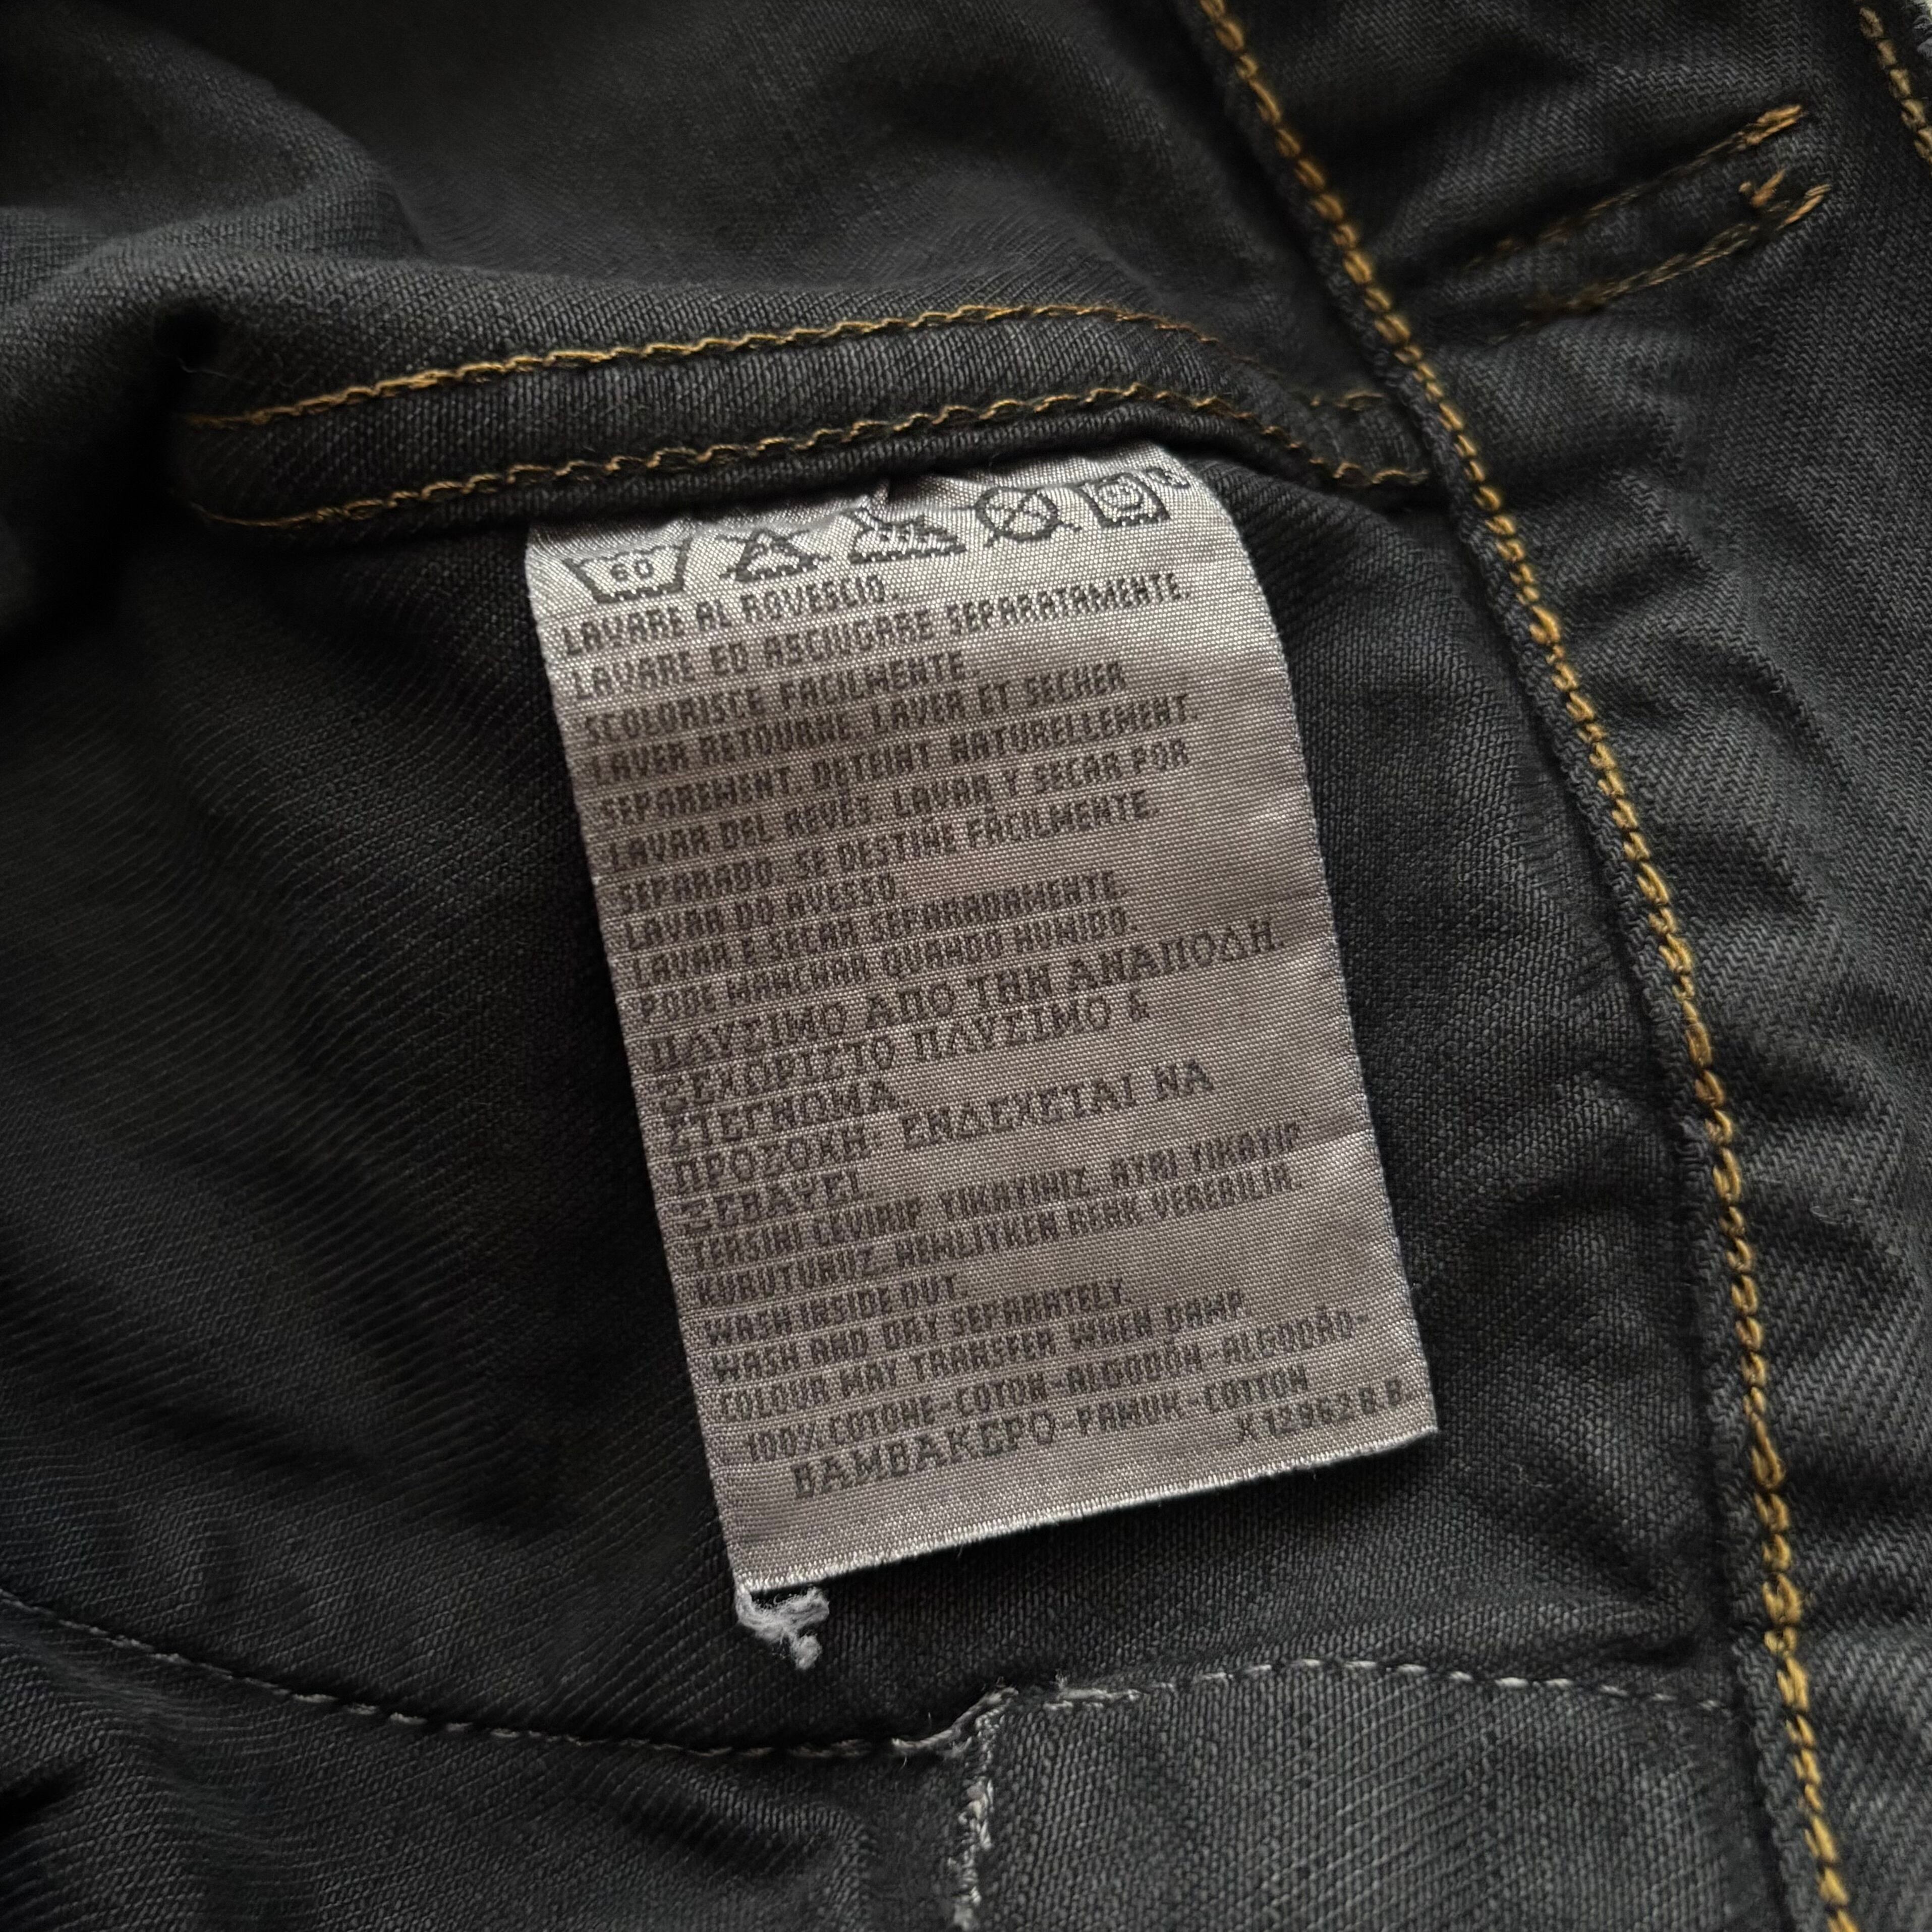 60
LAVARE AL ROVESCIO.
LAVARE ED ASCIUGARE SEPARATAMENTE.
SCOLORISCE FACILMENTE.
LAVER RETOURNE. LAVER ET SECHER
SEPAREMENT. DETEINT NATURELLEMENT.
LAVAR DEL REVÉS. LAVAR Y SECAR POR
SEPARADO. SE DESTIÑE FACILMENTE.
LAVAR DO AVESSO.
LAVAR E SECAR SEPARADAMENTE.
PODE MANCHAR QUANDO HUMIDO.
ΠΛΥΣΙΜΟ ΑΠΟ ΤΗΝ ΑΝΑΠΟΔΗ.
ΞΕΧΩΡΙΣΤΟ ΠΛΥΣΙΜΟ &
ΣΤΕΓΝΩΜΑ
ΠΡΟΣΟΧΗ: ΕΝΔΕΧΕΤΑΙ ΝΑ
ΞΕΒΑΨΕΙ
TERSINI CEVIRIP YIKAYINIZ. AYRI YIKAYIP
KURUTUNUZ. NEMLIYKEN RENK VEREBILIR.
WASH INSIDE OUT.
WASH AND DRY SEPARATELY.
COLOUR MAY TRANSFER WHEN DAMP.
100% COTONE-COTON-ALGODÓN-ALGODÃO-
BAMBAKEPO-PAMUK-COTTON